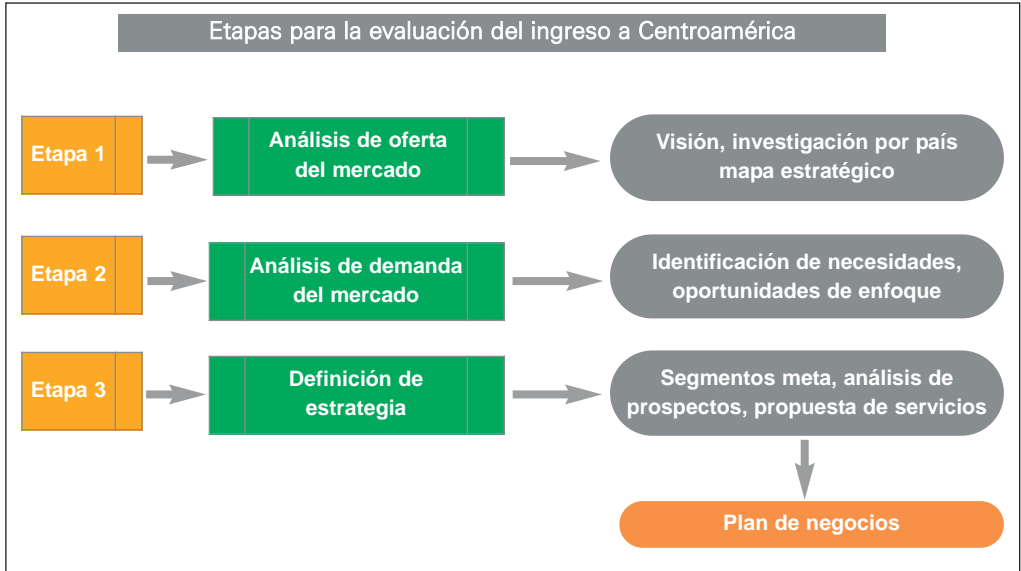 Etapas para la evaluación del ingreso a Centroamérica
Etapa 1
Análisis de oferta
del mercado
Visión, investigación por país
mapa estratégico
Etapa 2
Análisis de demanda
del mercado
Identificación de necesidades,
oportunidades de enfoque
Etapa 3
Definición de
estrategia
Segmentos meta, análisis de
prospectos, propuesta de servicios
Plan de negocios